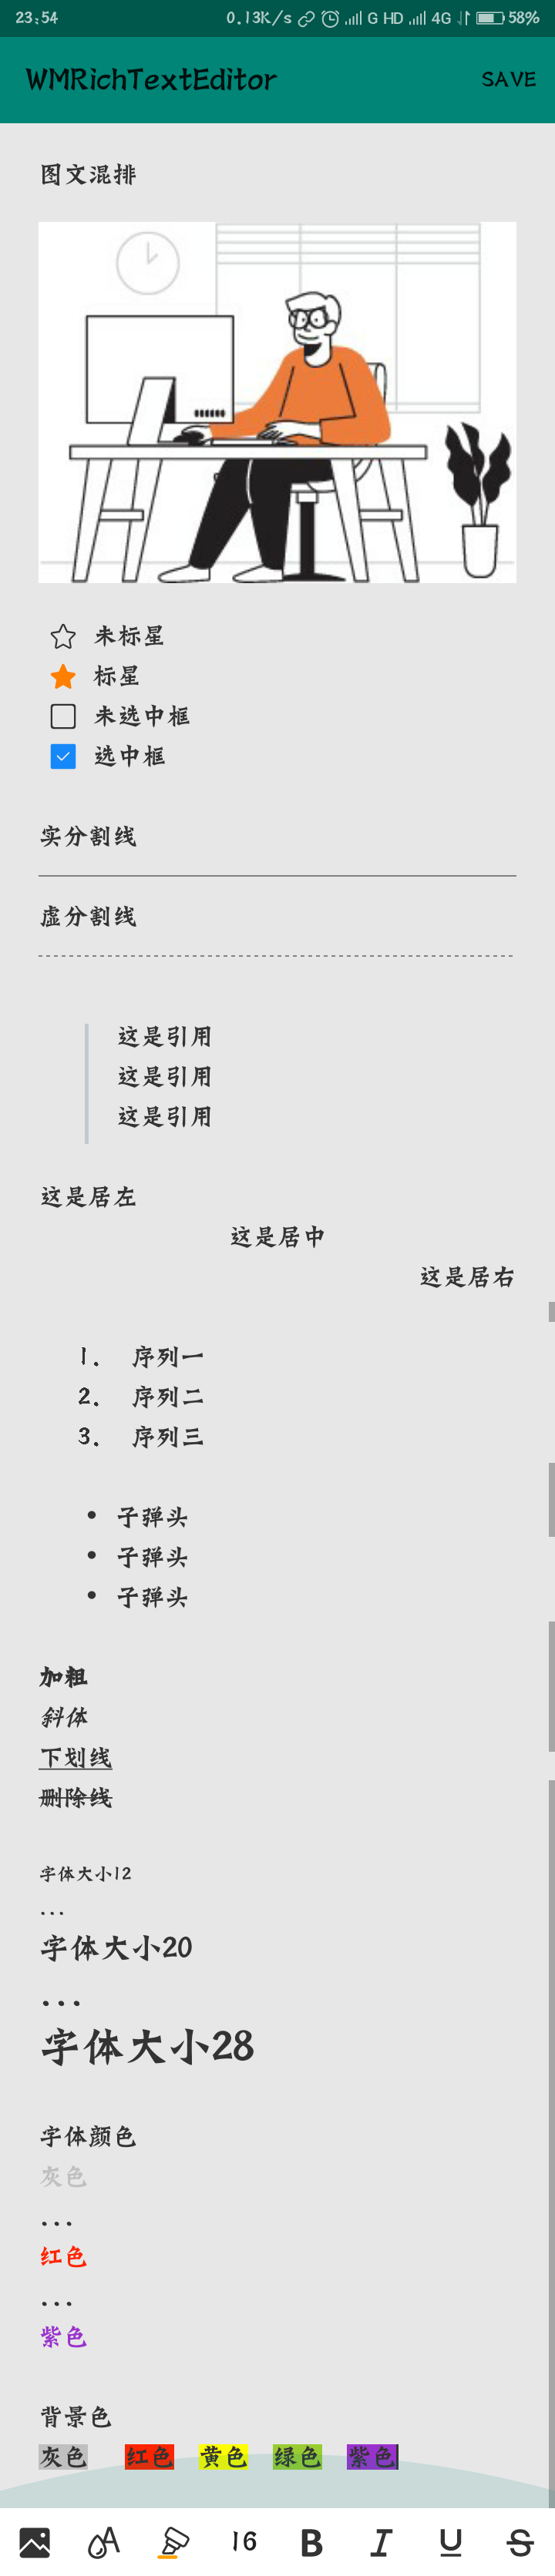 23:54 0.13K/s G HD 4G 58%
WMRichTextEditor SAVE
图文混排
未标星
标星
未选中框
选中框
实分割线
虚分割线
这是引用
这是引用
这是引用
这是居左
这是居中
这是居右
1. 序列一
2. 序列二
3. 序列三
• 子弹头
• 子弹头
• 子弹头
加粗
斜体
下划线
删除线
字体大小12
...
字体大小20
...
字体大小28
字体颜色
灰色
...
红色
...
紫色
背景色
灰色 红色 黄色 绿色 紫色
A 16 B I U S